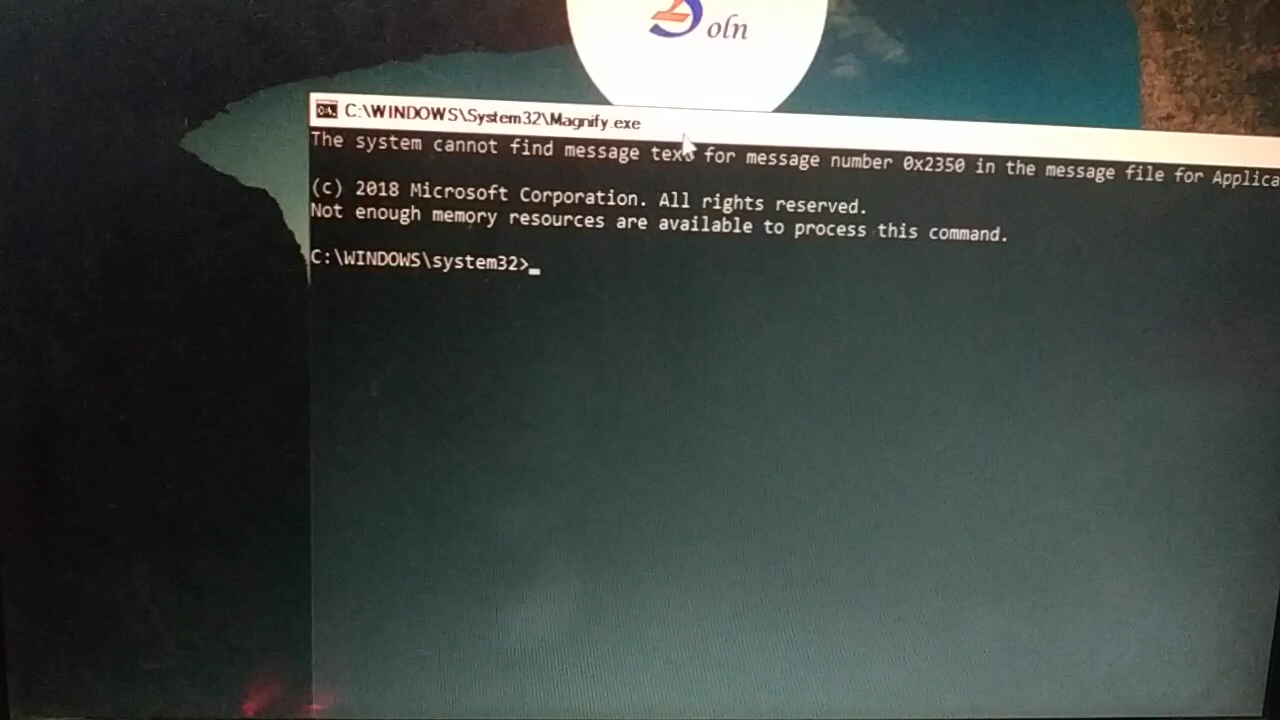 oln
C:\WINDOWS\System32\Magnify.exe
The system cannot find message text for message number 0x2350 in the message file for Applica
(c) 2018 Microsoft Corporation. All rights reserved.
Not enough memory resources are available to process this command.
C:\WINDOWS\system32>